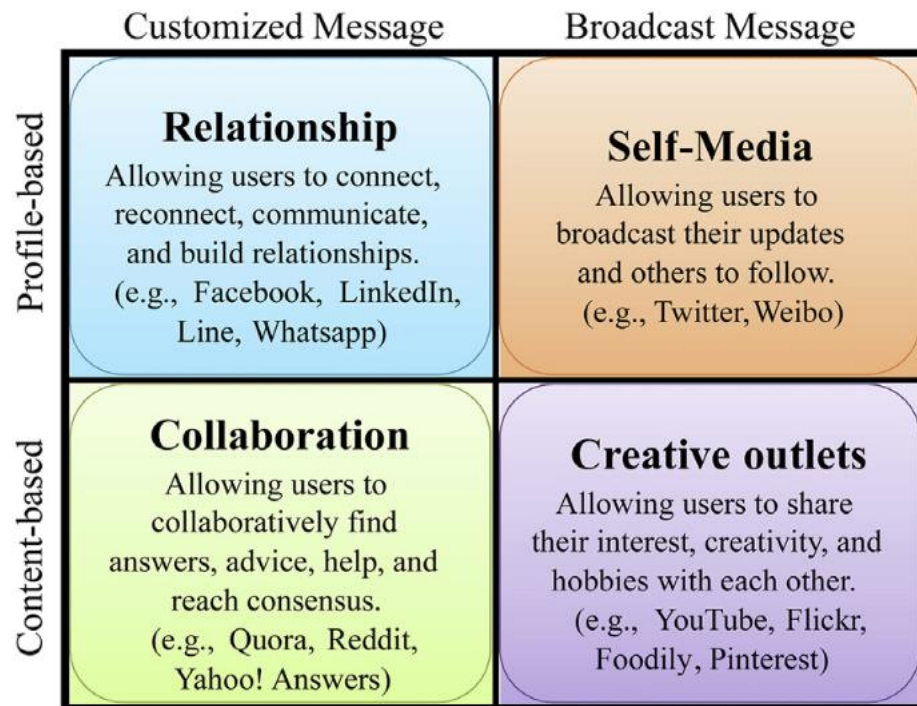 Customized Message
Broadcast Message
Profile-based
Relationship
Allowing users to connect,
reconnect, communicate,
and build relationships.
(e.g., Facebook, LinkedIn,
Line, Whatsapp)
Self-Media
Allowing users to
broadcast their updates
and others to follow.
(e.g., Twitter, Weibo)
Content-based
Collaboration
Allowing users to
collaboratively find
answers, advice, help, and
reach consensus.
(e.g., Quora, Reddit,
Yahoo! Answers)
Creative outlets
Allowing users to share
their interest, creativity, and
hobbies with each other.
(e.g., YouTube, Flickr,
Foodily, Pinterest)